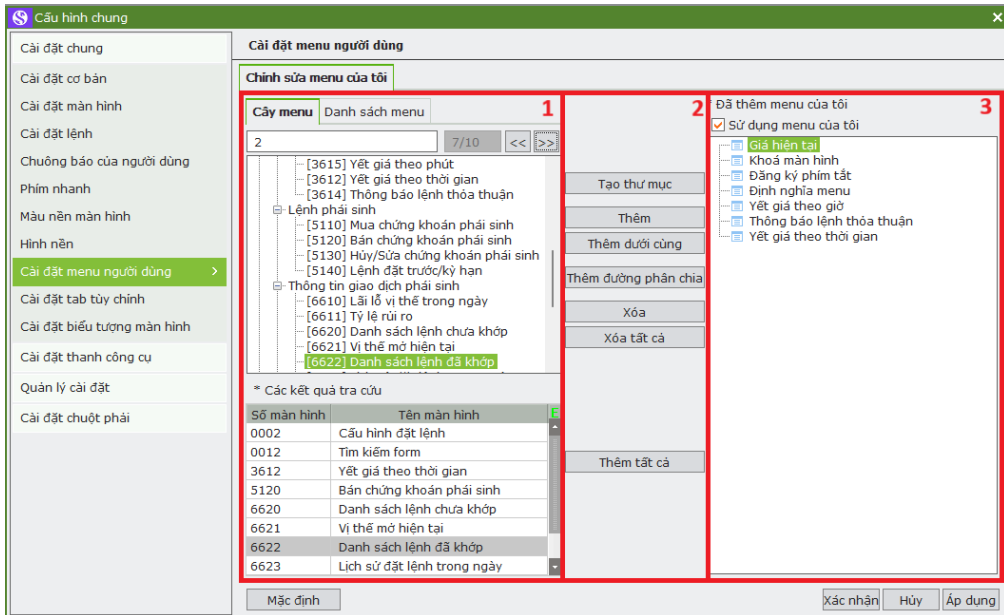 Cấu hình chung
Cài đặt chung
Cài đặt cơ bản
Cài đặt màn hình
Cài đặt lệnh
Chuông báo của người dùng
Phím nhanh
Màu nền màn hình
Hình nền
Cài đặt menu người dùng >
Cài đặt tab tùy chỉnh
Cài đặt biểu tượng màn hình
Cài đặt thanh công cụ
Quản lý cài đặt
Cài đặt chuột phải
Cài đặt menu người dùng
Chỉnh sửa menu của tôi
Cây menu Danh sách menu 1
2 7/10 << >>
[3615] Yết giá theo phút
[3612] Yết giá theo thời gian
[3614] Thông báo lệnh thỏa thuận
Lệnh phái sinh
[5110] Mua chứng khoán phái sinh
[5120] Bán chứng khoán phái sinh
[5130] Hủy/Sửa chứng khoán phái sinh
[5140] Lệnh đặt trước/kỳ hạn
Thông tin giao dịch phái sinh
[6610] Lãi lỗ vị thế trong ngày
[6611] Tỷ lệ rủi ro
[6620] Danh sách lệnh chưa khớp
[6621] Vị thế mở hiện tại
[6622] Danh sách lệnh đã khớp
* Các kết quả tra cứu
Số màn hình Tên màn hình
0002 Cấu hình đặt lệnh
0012 Tìm kiếm form
3612 Yết giá theo thời gian
5120 Bán chứng khoán phái sinh
6620 Danh sách lệnh chưa khớp
6621 Vị thế mở hiện tại
6622 Danh sách lệnh đã khớp
6623 Lịch sử đặt lệnh trong ngày
2
Tạo thư mục
Thêm
Thêm dưới cùng
Thêm đường phân chia
Xóa
Xóa tất cả
Thêm tất cả
* Đã thêm menu của tôi 3
Sử dụng menu của tôi
Giá hiện tại
Khoá màn hình
Đăng ký phím tắt
Định nghĩa menu
Yết giá theo giờ
Thông báo lệnh thỏa thuận
Yết giá theo thời gian
Mặc định
Xác nhận Hủy Áp dụng